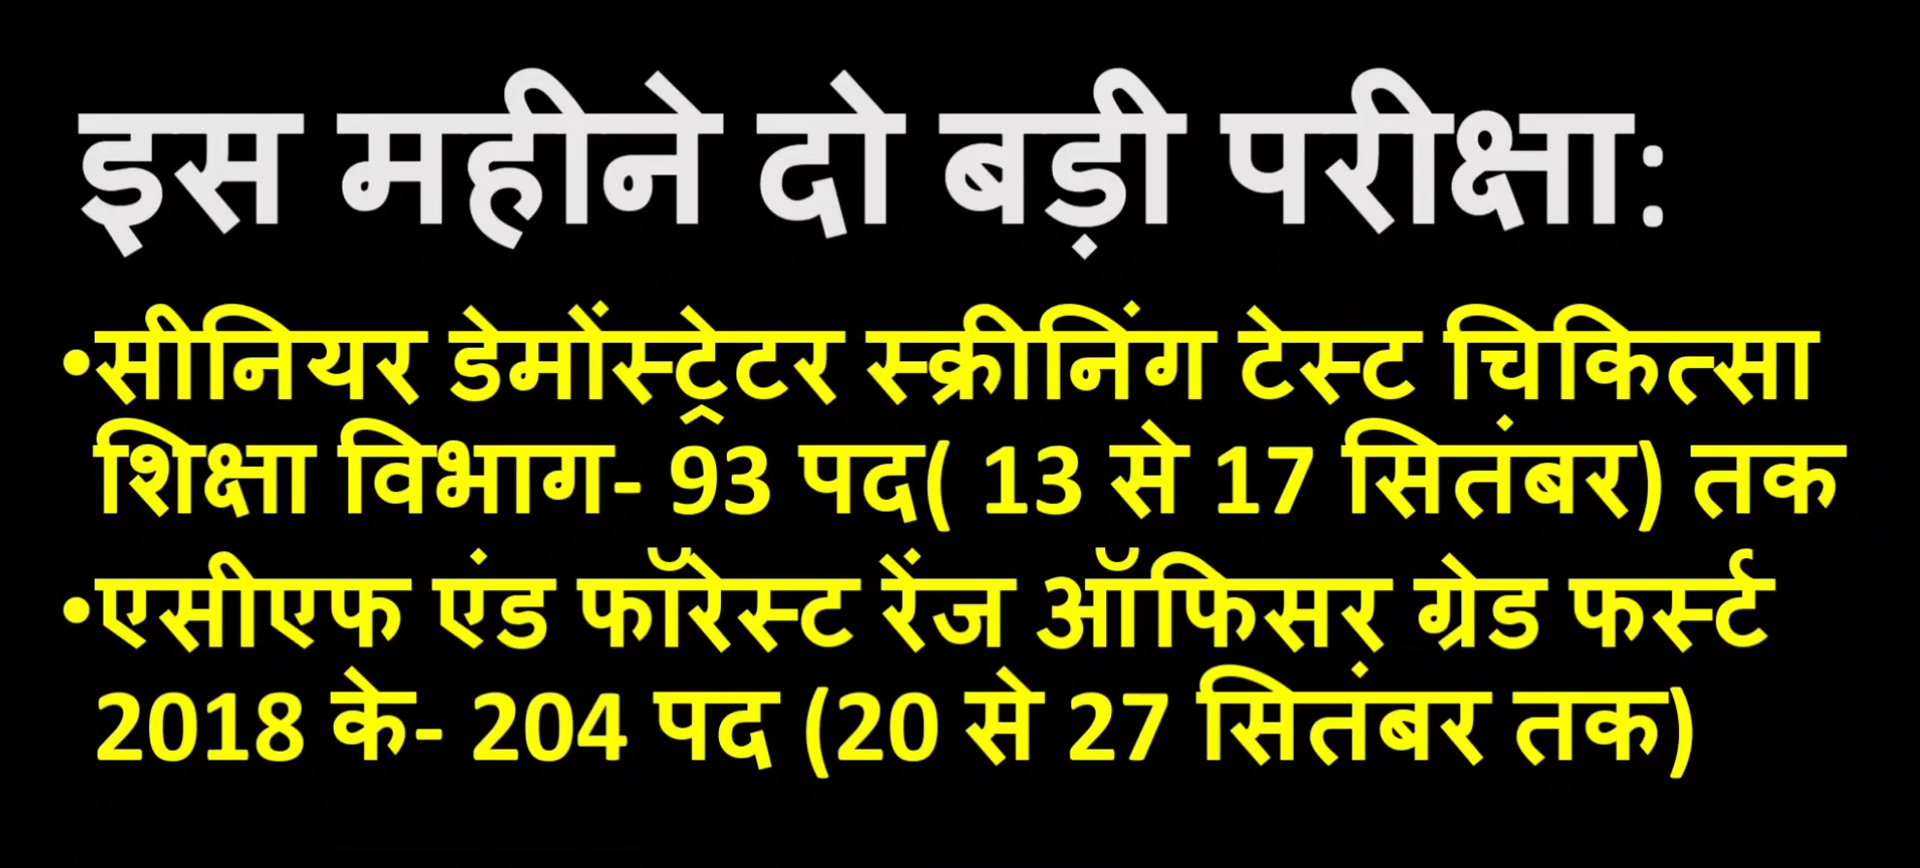 इस महीने दो बड़ी परीक्षा:
•सीनियर डेमोंस्ट्रेटर स्क्रीनिंग टेस्ट चिकित्सा
शिक्षा विभाग- 93 पद( 13 से 17 सितंबर) तक
•एसीएफ एंड फॉरेस्ट रेंज ऑफिसर ग्रेड फर्स्ट
2018 के- 204 पद (20 से 27 सितंबर तक)